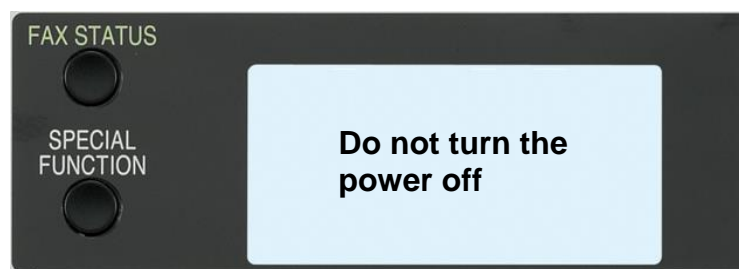 FAX STATUS
SPECIAL
FUNCTION
Do not turn the
power off